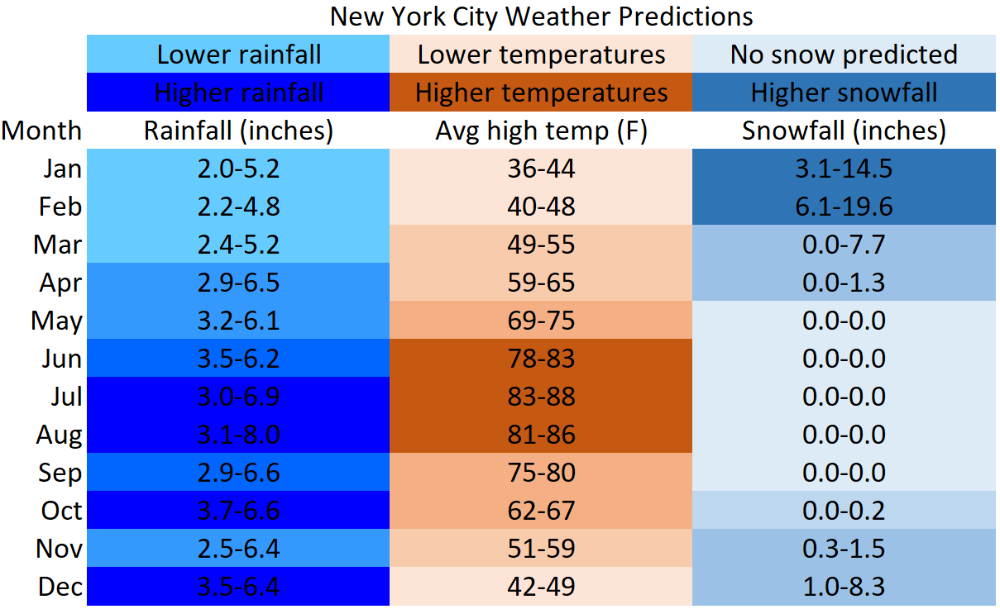 New York City Weather Predictions
Lower rainfall Lower temperatures No snow predicted
Higher rainfall Higher temperatures Higher snowfall
Month Rainfall (inches) Avg high temp (F) Snowfall (inches)
Jan 2.0-5.2 36-44 3.1-14.5
Feb 2.2-4.8 40-48 6.1-19.6
Mar 2.4-5.2 49-55 0.0-7.7
Apr 2.9-6.5 59-65 0.0-1.3
May 3.2-6.1 69-75 0.0-0.0
Jun 3.5-6.2 78-83 0.0-0.0
Jul 3.0-6.9 83-88 0.0-0.0
Aug 3.1-8.0 81-86 0.0-0.0
Sep 2.9-6.6 75-80 0.0-0.0
Oct 3.7-6.6 62-67 0.0-0.2
Nov 2.5-6.4 51-59 0.3-1.5
Dec 3.5-6.4 42-49 1.0-8.3